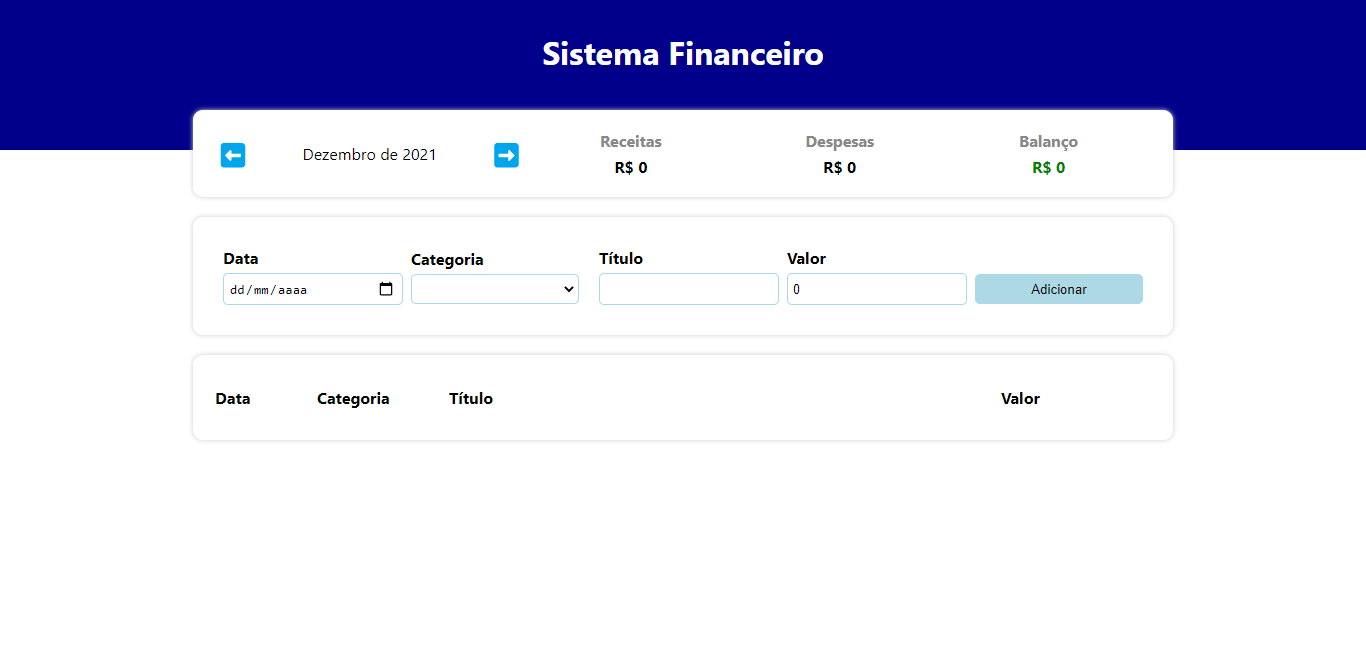 Sistema Financeiro
Dezembro de 2021
Receitas
R$ 0
Despesas
R$ 0
Balanço
R$ 0
Data
dd/mm/aaaa
Categoria
Título
Valor
0
Adicionar
Data Categoria Título Valor